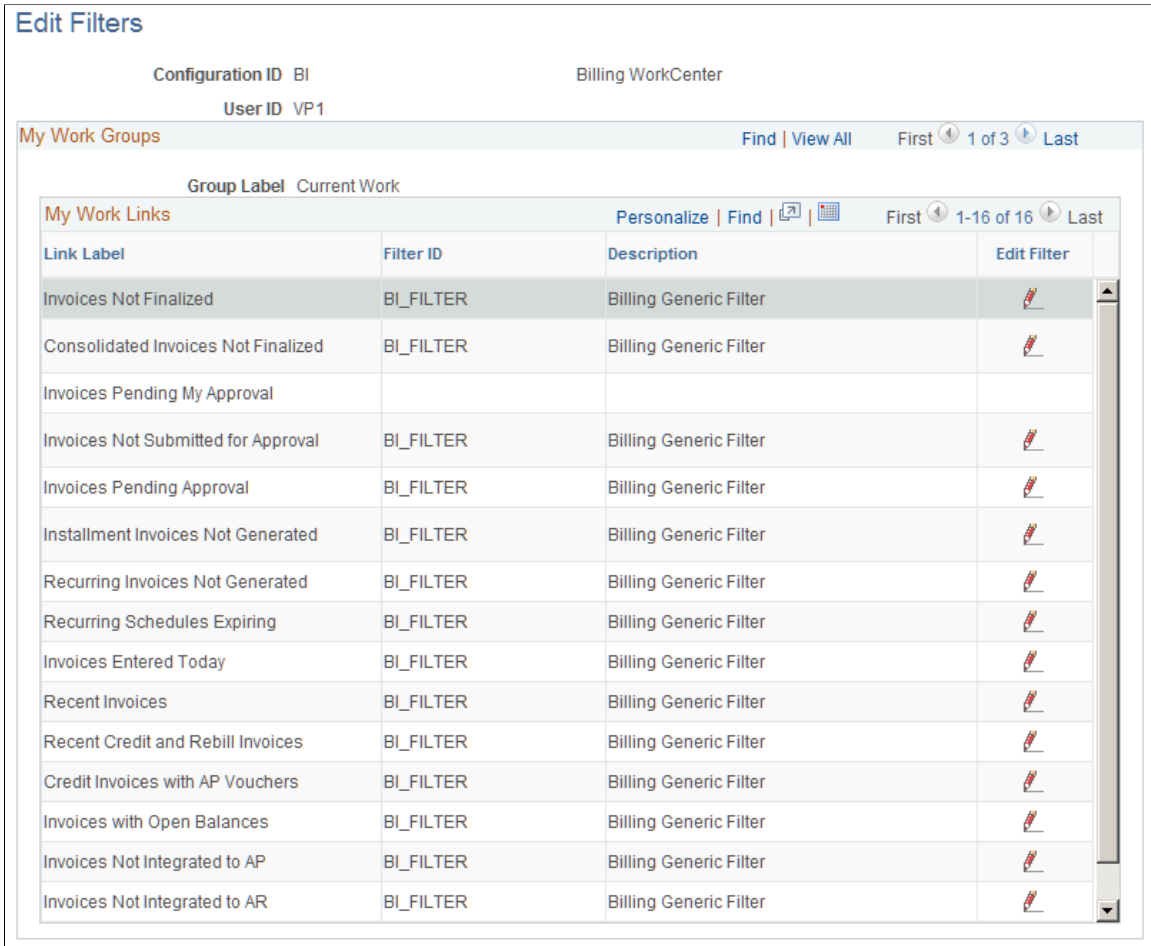 Edit Filters
Configuration ID BI Billing WorkCenter
User ID VP1
My Work Groups Find | View All First 1 of 3 Last
Group Label Current Work
My Work Links Personalize | Find | | First 1-16 of 16 Last
Link Label Filter ID Description Edit Filter
Invoices Not Finalized BI_FILTER Billing Generic Filter
Consolidated Invoices Not Finalized BI_FILTER Billing Generic Filter
Invoices Pending My Approval
Invoices Not Submitted for Approval BI_FILTER Billing Generic Filter
Invoices Pending Approval BI_FILTER Billing Generic Filter
Installment Invoices Not Generated BI_FILTER Billing Generic Filter
Recurring Invoices Not Generated BI_FILTER Billing Generic Filter
Recurring Schedules Expiring BI_FILTER Billing Generic Filter
Invoices Entered Today BI_FILTER Billing Generic Filter
Recent Invoices BI_FILTER Billing Generic Filter
Recent Credit and Rebill Invoices BI_FILTER Billing Generic Filter
Credit Invoices with AP Vouchers BI_FILTER Billing Generic Filter
Invoices with Open Balances BI_FILTER Billing Generic Filter
Invoices Not Integrated to AP BI_FILTER Billing Generic Filter
Invoices Not Integrated to AR BI_FILTER Billing Generic Filter